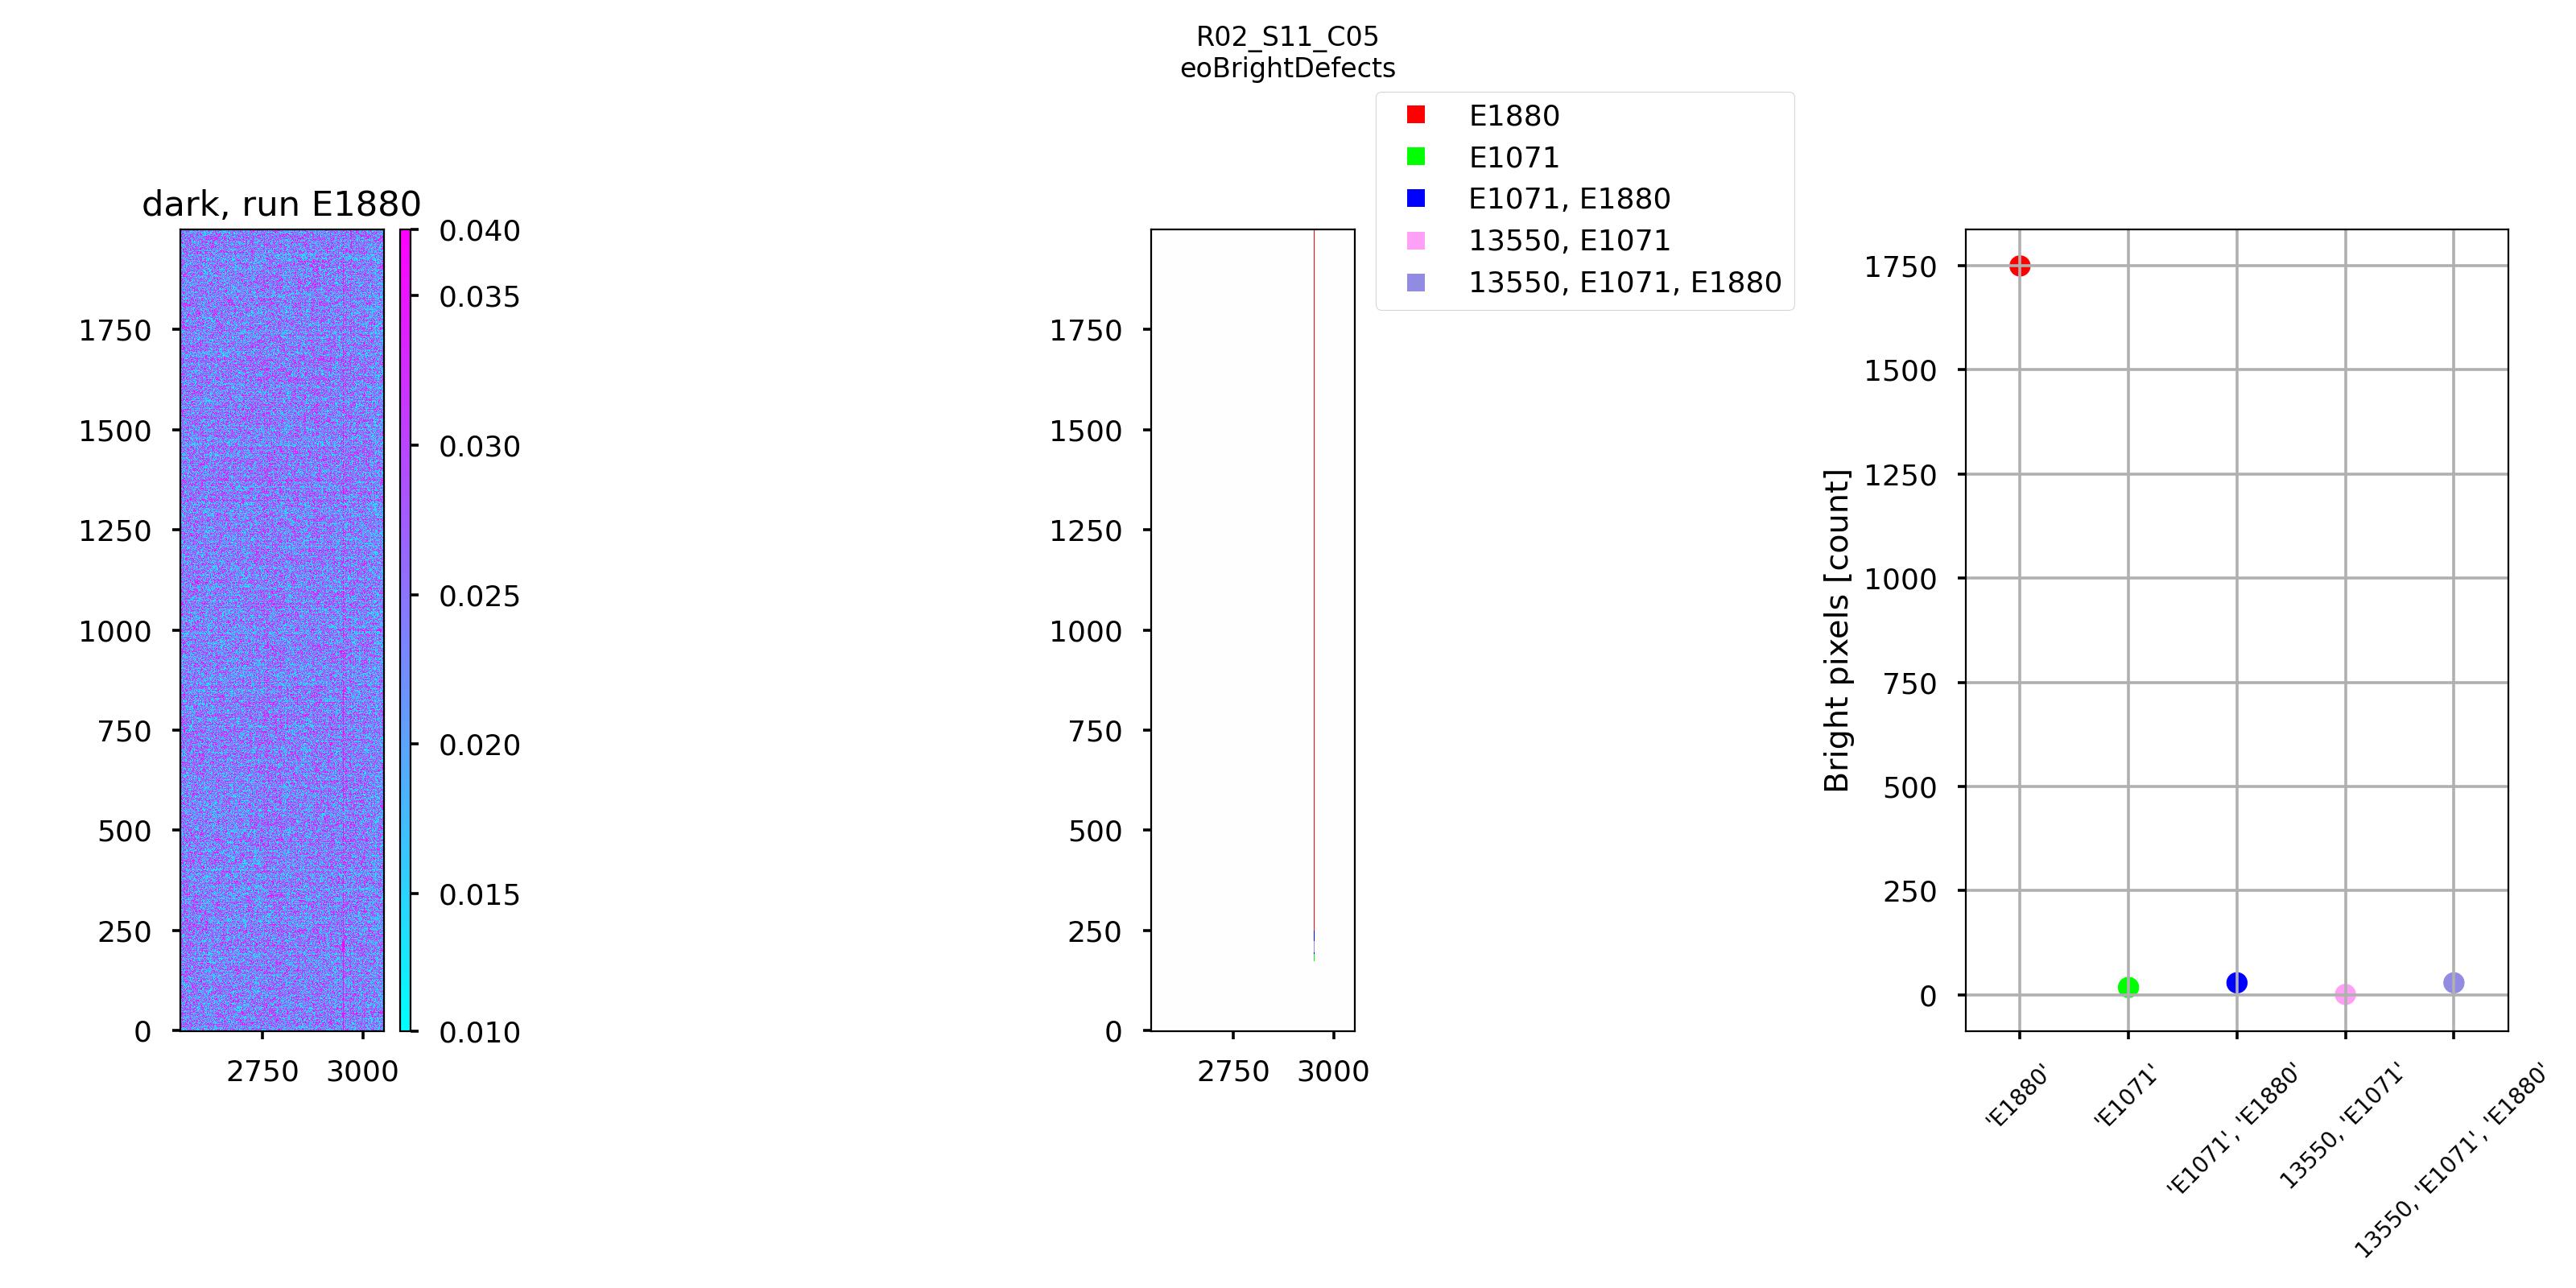 R02_S11_C05
eoBrightDefects
dark, run E1880
0.040
0.035
0.030
0.025
0.020
0.015
0.010
1750
1500
1250
1000
750
500
250
0
2750 3000
E1880
E1071
E1071, E1880
13550, E1071
13550, E1071, E1880
1750
1500
1250
1000
750
500
250
0
2750 3000
Bright pixels [count]
1750
1500
1250
1000
750
500
250
0
'E1880'
'E1071'
'E1071', 'E1880'
13550, 'E1071'
13550, 'E1071', 'E1880'